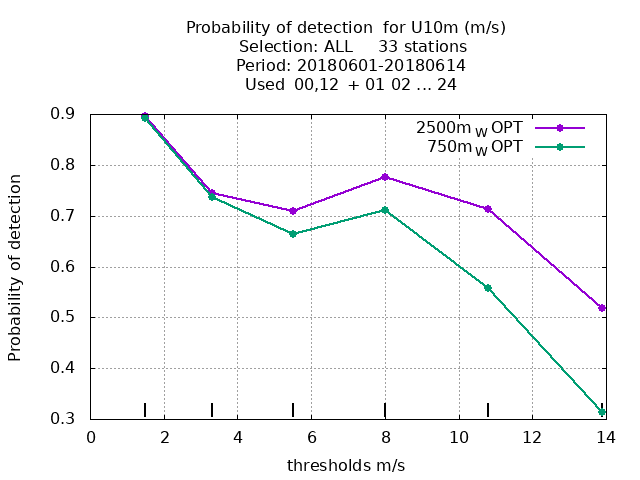 Probability of detection for U10m (m/s)
Selection: ALL 33 stations
Period: 20180601-20180614
Used 00,12 + 01 02 ... 24
2500m_W OPT
750m_W OPT
Probability of detection
0.9
0.8
0.7
0.6
0.5
0.4
0.3
0 2 4 6 8 10 12 14
thresholds m/s